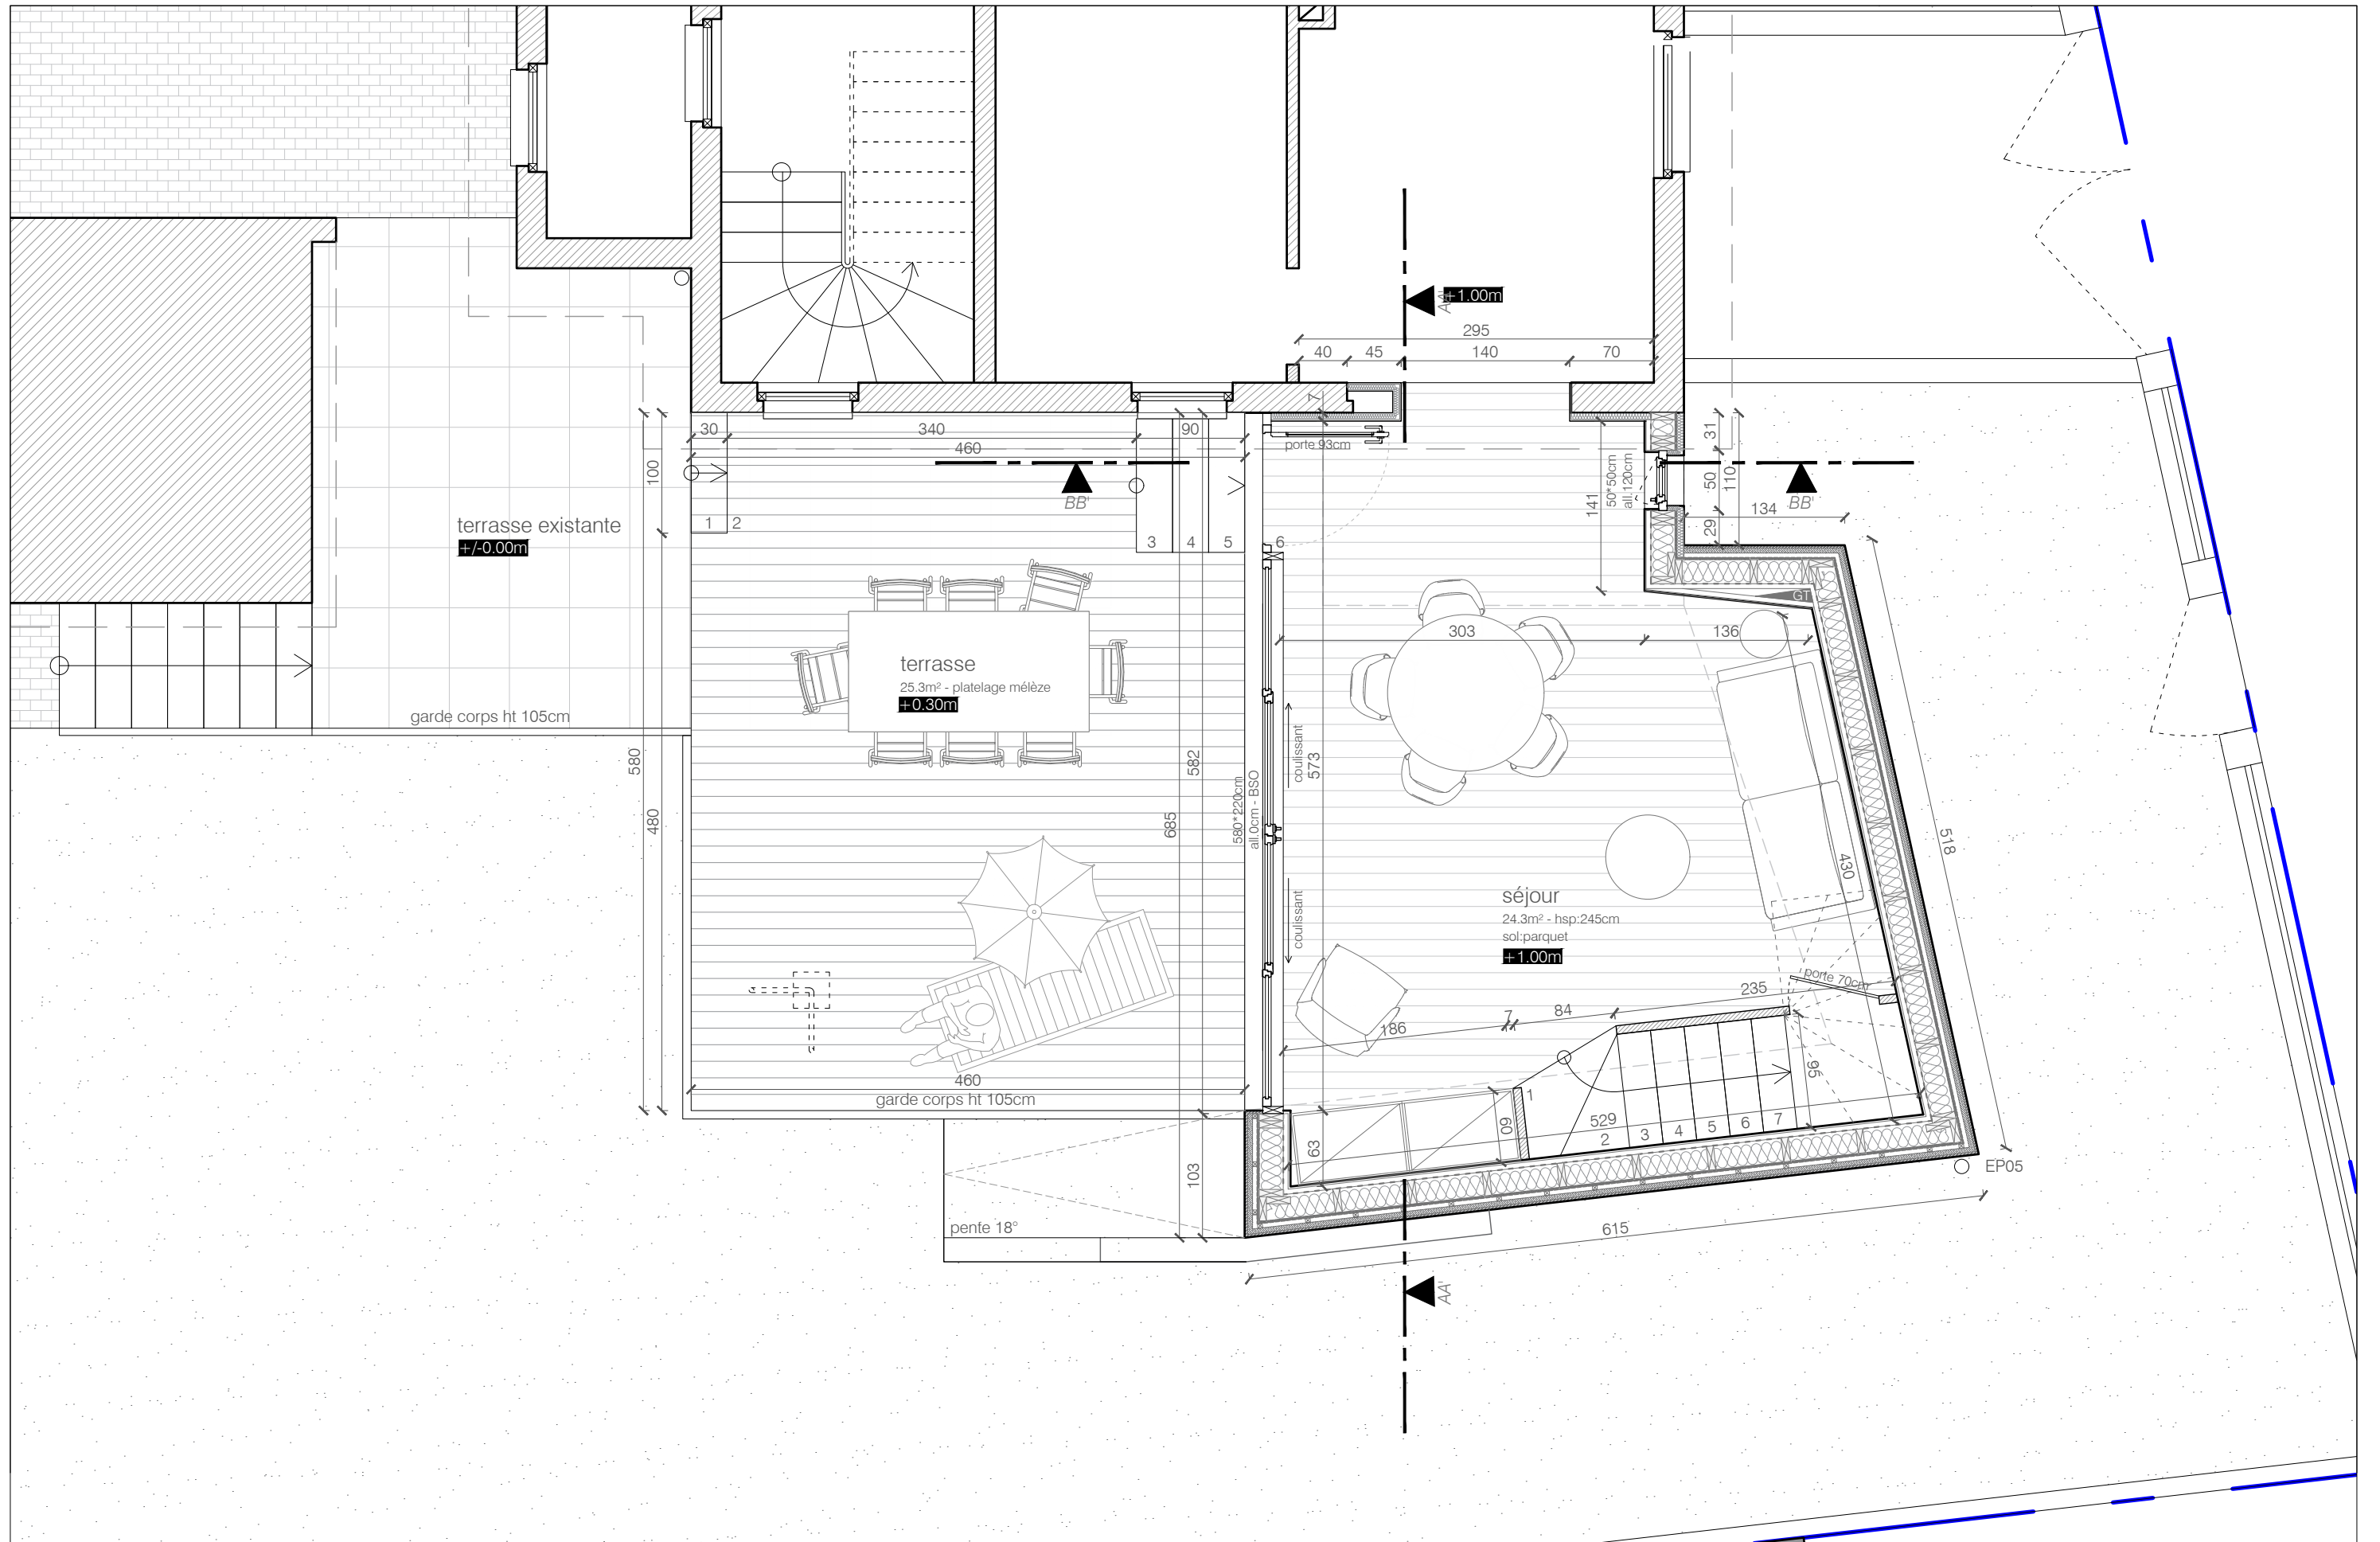 AA'
+1.00m
295
40
45
140
70
7
30
340
90
460
porte 93cm
100
BB'
1
2
3
4
5
6
141
50*50cm
all.120cm
31
50
110
29
BB'
134
terrasse existante
+/-0.00m
GT
303
136
terrasse
25.3m² - platelage mélèze
+0.30m
garde corps ht 105cm
580
480
582
685
580*220cm
all.0cm - BSO
coulissant
573
coulissant
518
430
séjour
24.3m² - hsp:245cm
sol:parquet
+1.00m
porte 70cm
235
84
7
186
95
460
garde corps ht 105cm
1
60
529
2
3
4
5
6
7
63
103
EP05
pente 18°
615
AA'